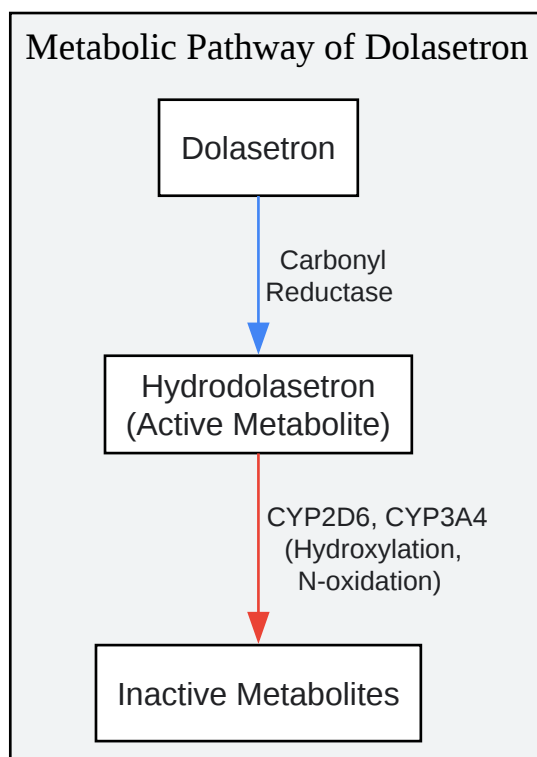 Metabolic Pathway of Dolasetron
Dolasetron
Carbonyl
Reductase
Hydrodolasetron
(Active Metabolite)
CYP2D6, CYP3A4
(Hydroxylation,
N-oxidation)
Inactive Metabolites